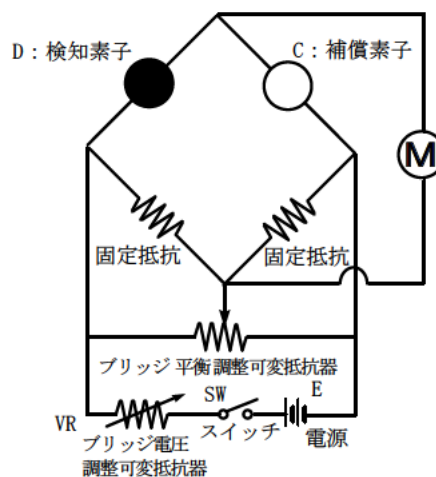 D：検知素子
C：補償素子
M
固定抵抗
固定抵抗
ブリッジ平衡調整可変抵抗器
SW
E
VR
スイッチ
電源
ブリッジ電圧
調整可変抵抗器